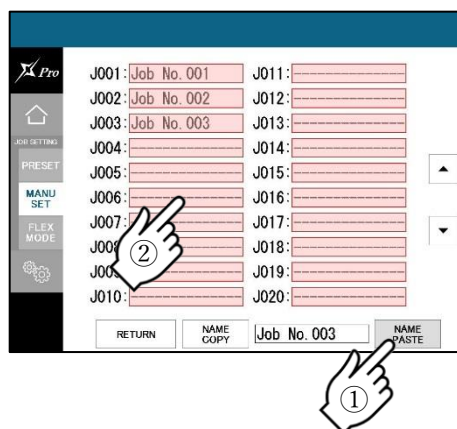 Pro
JOB SETTING
PRESET
MANU
SET
FLEX
MODE
J001: Job No. 001
J002: Job No. 002
J003: Job No. 003
J004: ----------------
J005: ----------------
J006: ----------------
J007: ----------------
J008: ----------------
J009: ----------------
J010: ----------------
J011: ----------------
J012: ----------------
J013: ----------------
J014: ----------------
J015: ----------------
J016: ----------------
J017: ----------------
J018: ----------------
J019: ----------------
J020: ----------------
②
RETURN
NAME
COPY
Job No. 003
NAME
PASTE
①